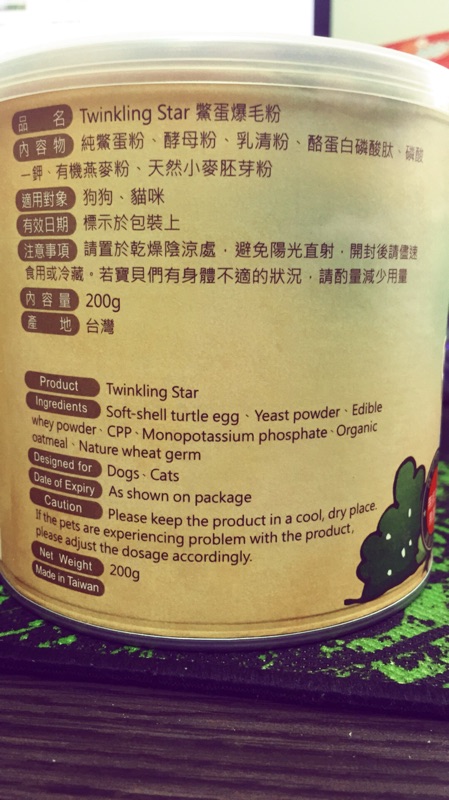 品名 Twinkling Star 鱉蛋爆毛粉
內容物 純鱉蛋粉、酵母粉、乳清粉、酪蛋白磷酸肽、磷酸
一鉀、有機燕麥粉、天然小麥胚芽粉
適用對象 狗狗、貓咪
有效日期 標示於包裝上
注意事項 請置於乾燥陰涼處，避免陽光直射，開封後請儘速
食用或冷藏。若寶貝們有身體不適的狀況，請酌量減少用量
內容量 200g
產地 台灣
Product Twinkling Star
Ingredients Soft-shell turtle egg、Yeast powder、Edible
whey powder、CPP、Monopotassium phosphate、Organic
oatmeal、Nature wheat germ
Designed for Dogs、Cats
Date of Expiry As shown on package
Caution Please keep the product in a cool, dry place.
If the pets are experiencing problem with the product,
please adjust the dosage accordingly.
Net Weight 200g
Made in Taiwan